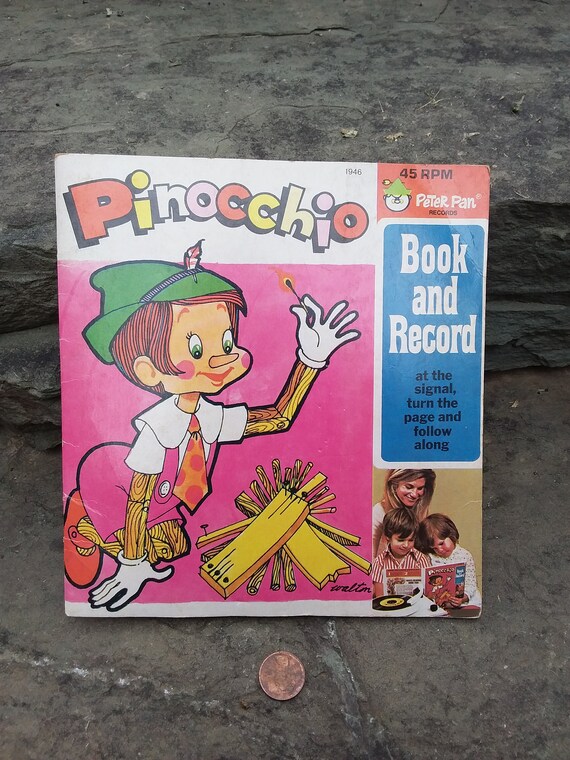 1946
Pinocchio
45 RPM
Peter Pan
RECORDS
Book
and
Record
at the
signal,
turn the
page and
follow
along
walton
PINOCCHIO